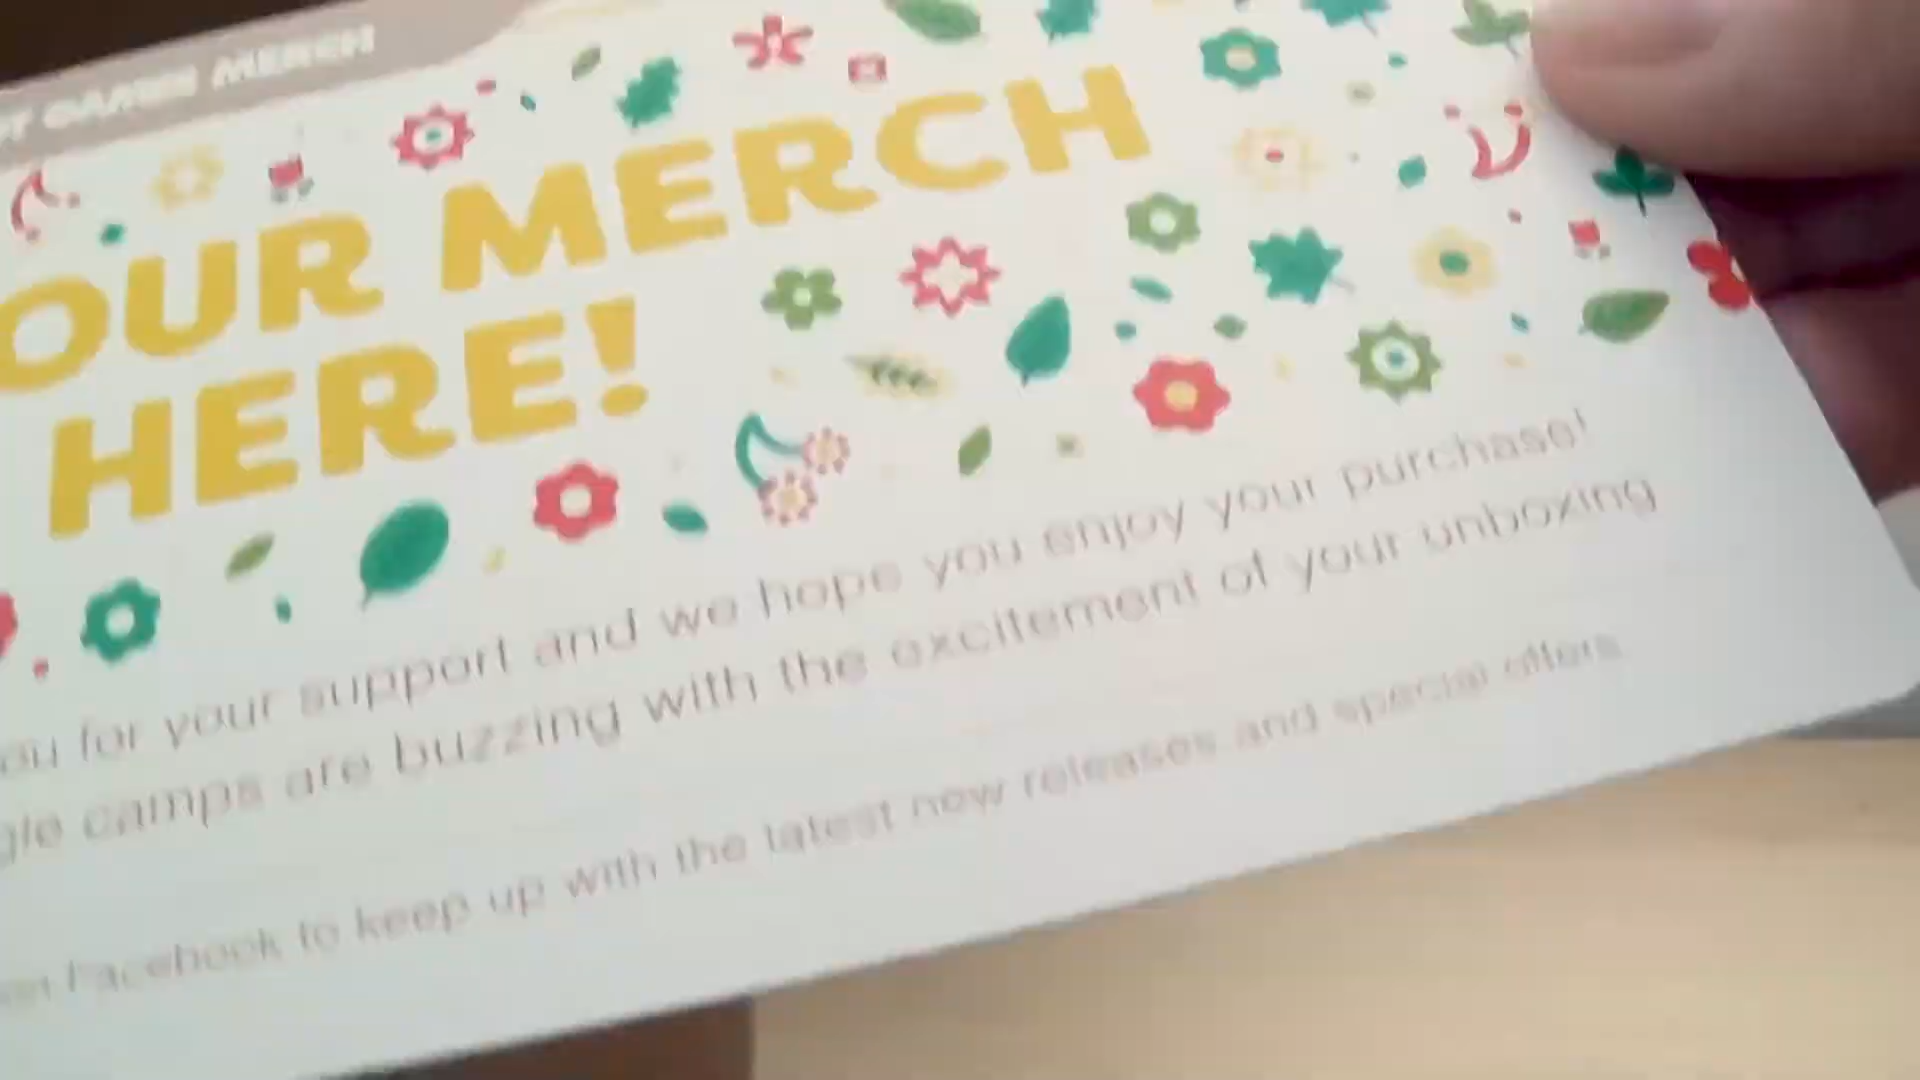 GAMES MERCH
OUR MERCH
HERE!
for your support and we hope you enjoy your purchase!
camps are buzzing with the excitement of your unboxing
Facebook to keep up with the latest new releases and special offers